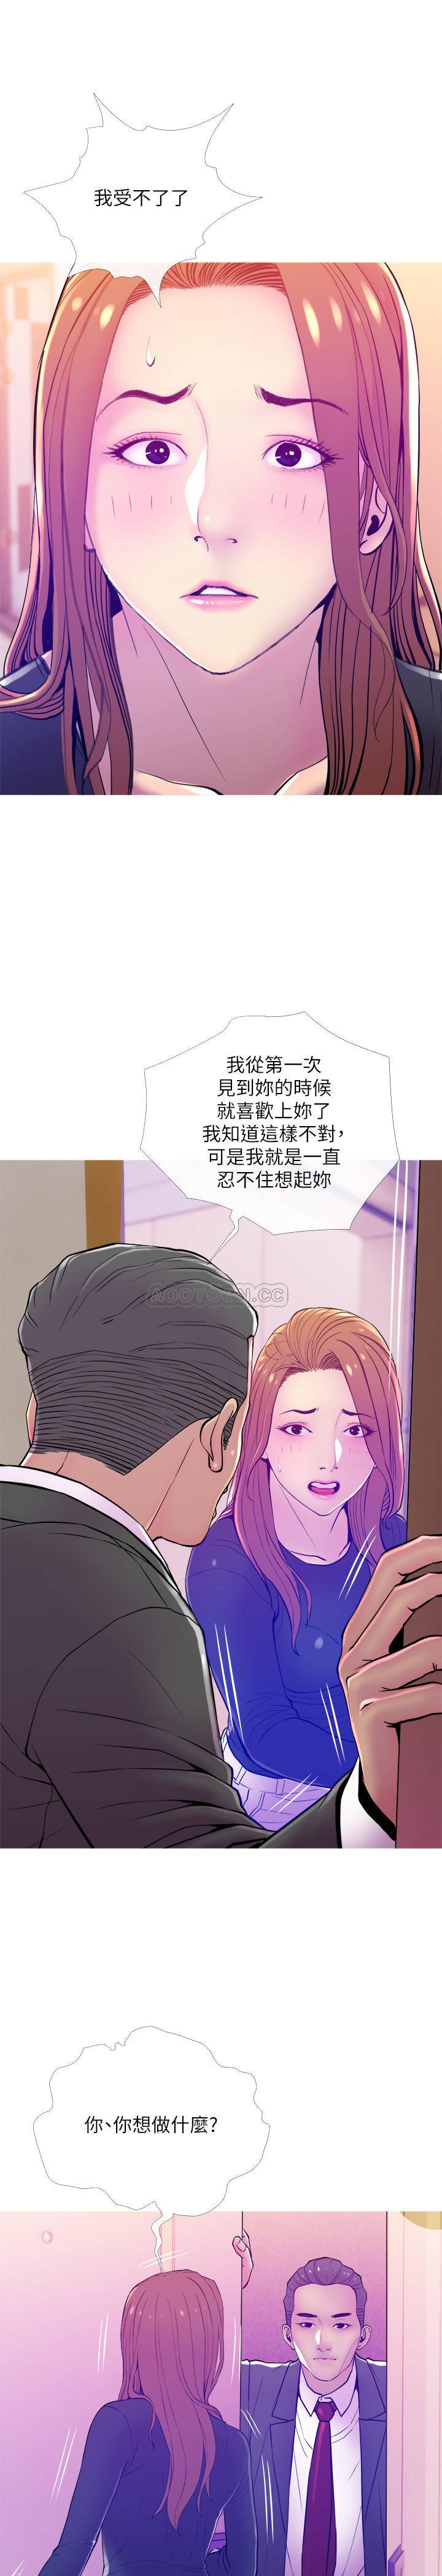 我受不了了
我從第一次
見到妳的時候
就喜歡上妳了
我知道這樣不對,
可是我就是一直
忍不住想起妳
AOOTOON.CC
你、你想做什麼?